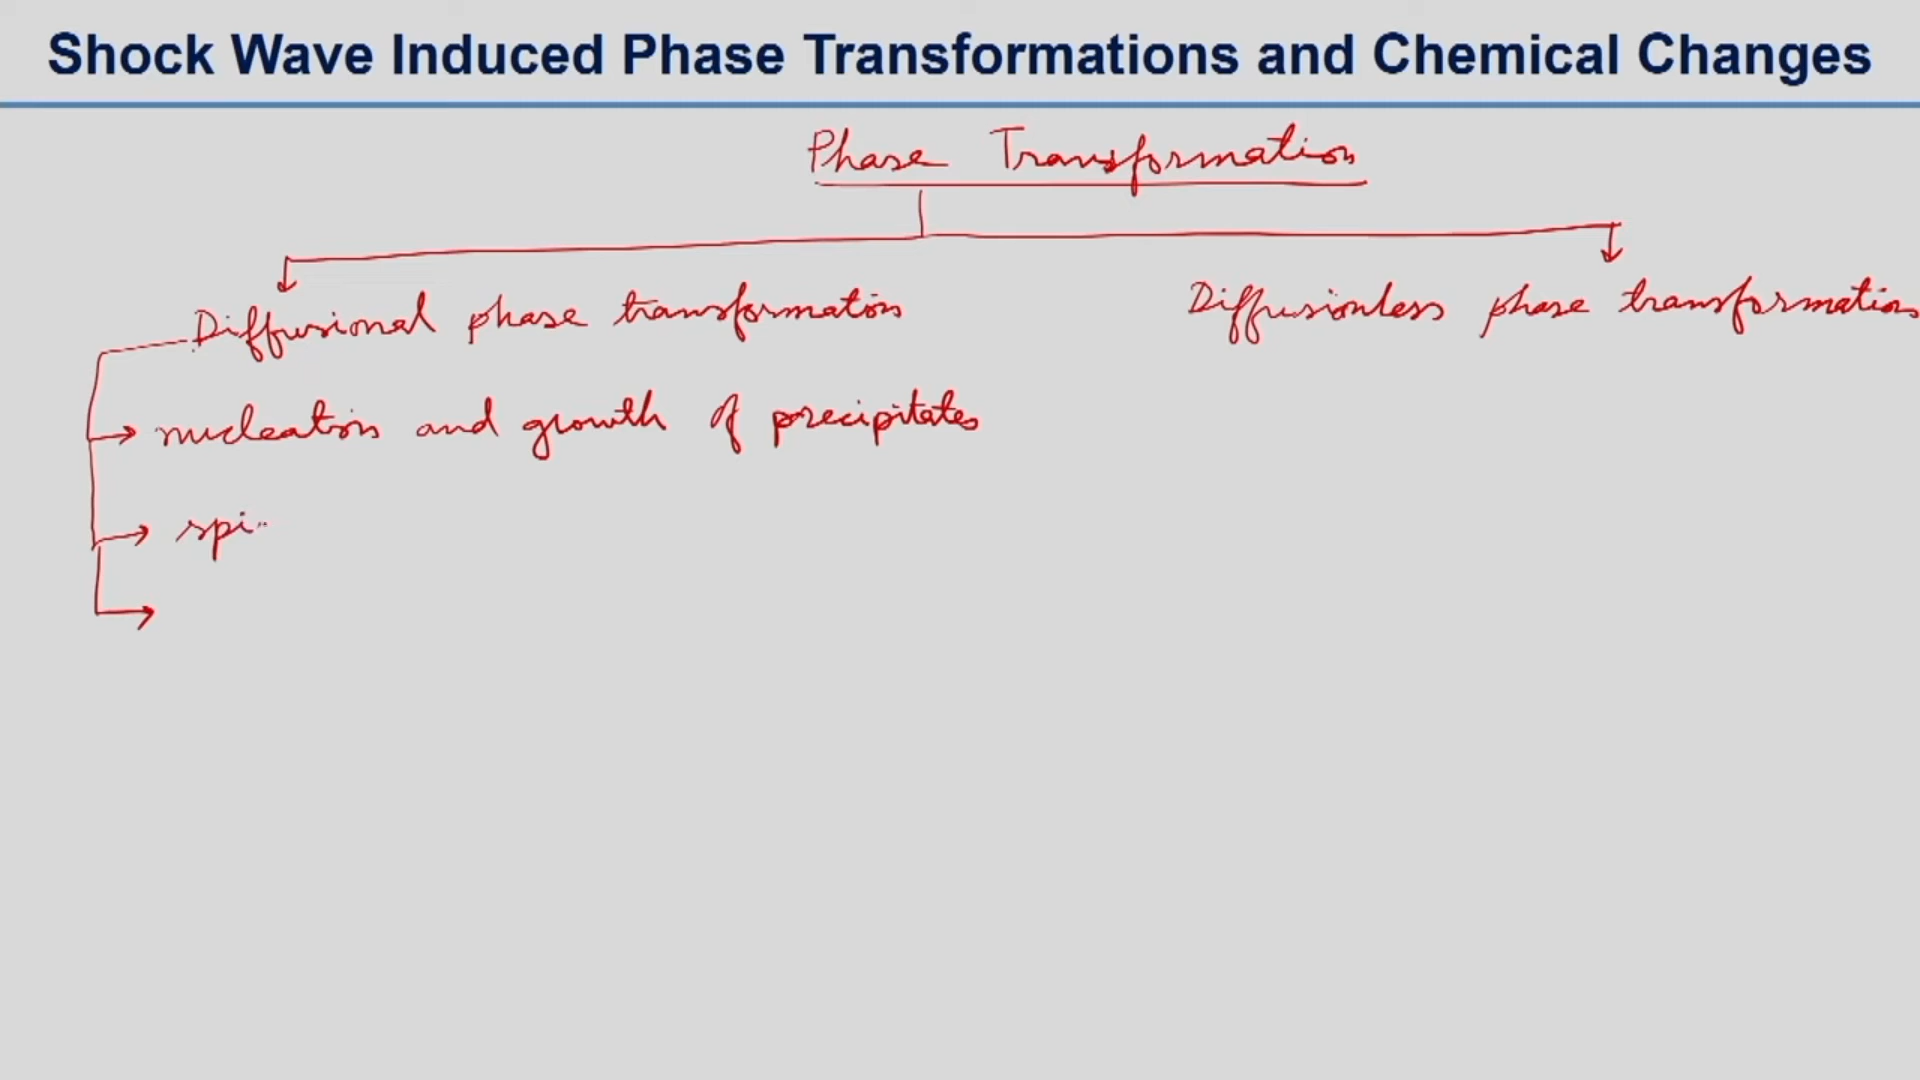 Shock Wave Induced Phase Transformations and Chemical Changes
Phase Transformation
Diffusional phase transformation
Diffusionless phase transformation
nucleation and growth of precipitates
spi